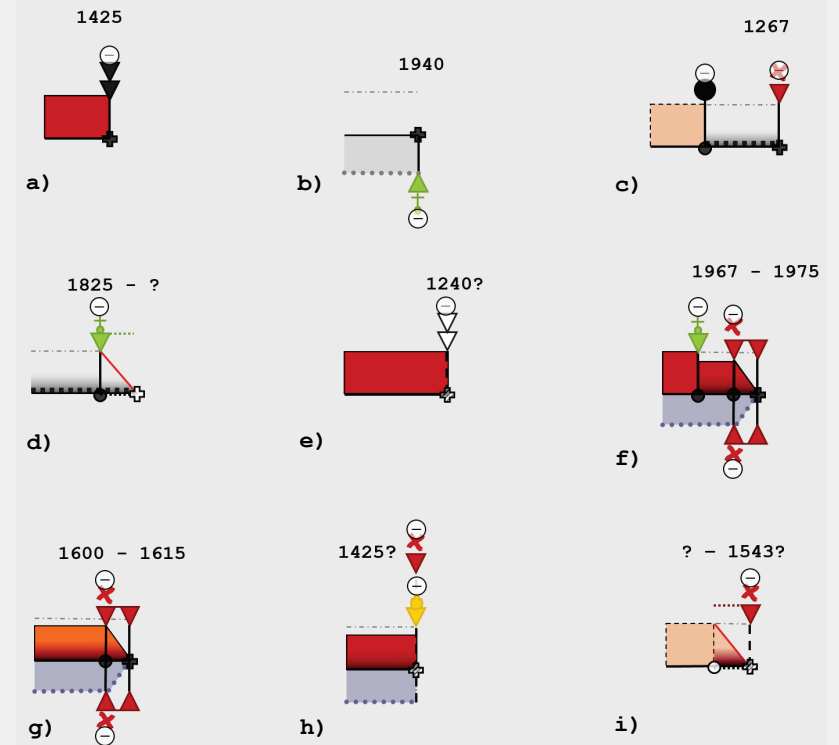 1425
1940
1267
a)
b)
c)
1825 - ?
1240?
1967 - 1975
d)
e)
f)
1600 - 1615
1425?
? - 1543?
g)
h)
i)